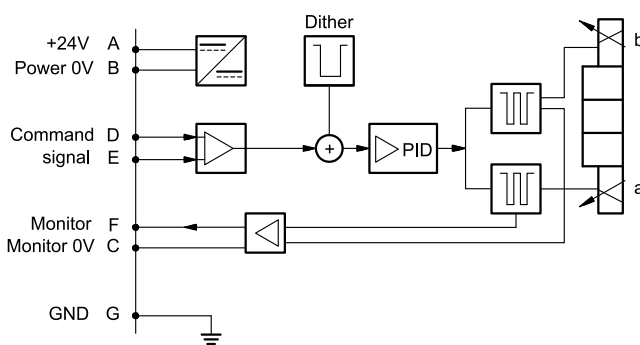 Dither
+24V A
Power 0V B
b
Command D
signal E
+
PID
a
Monitor F
Monitor 0V C
GND G